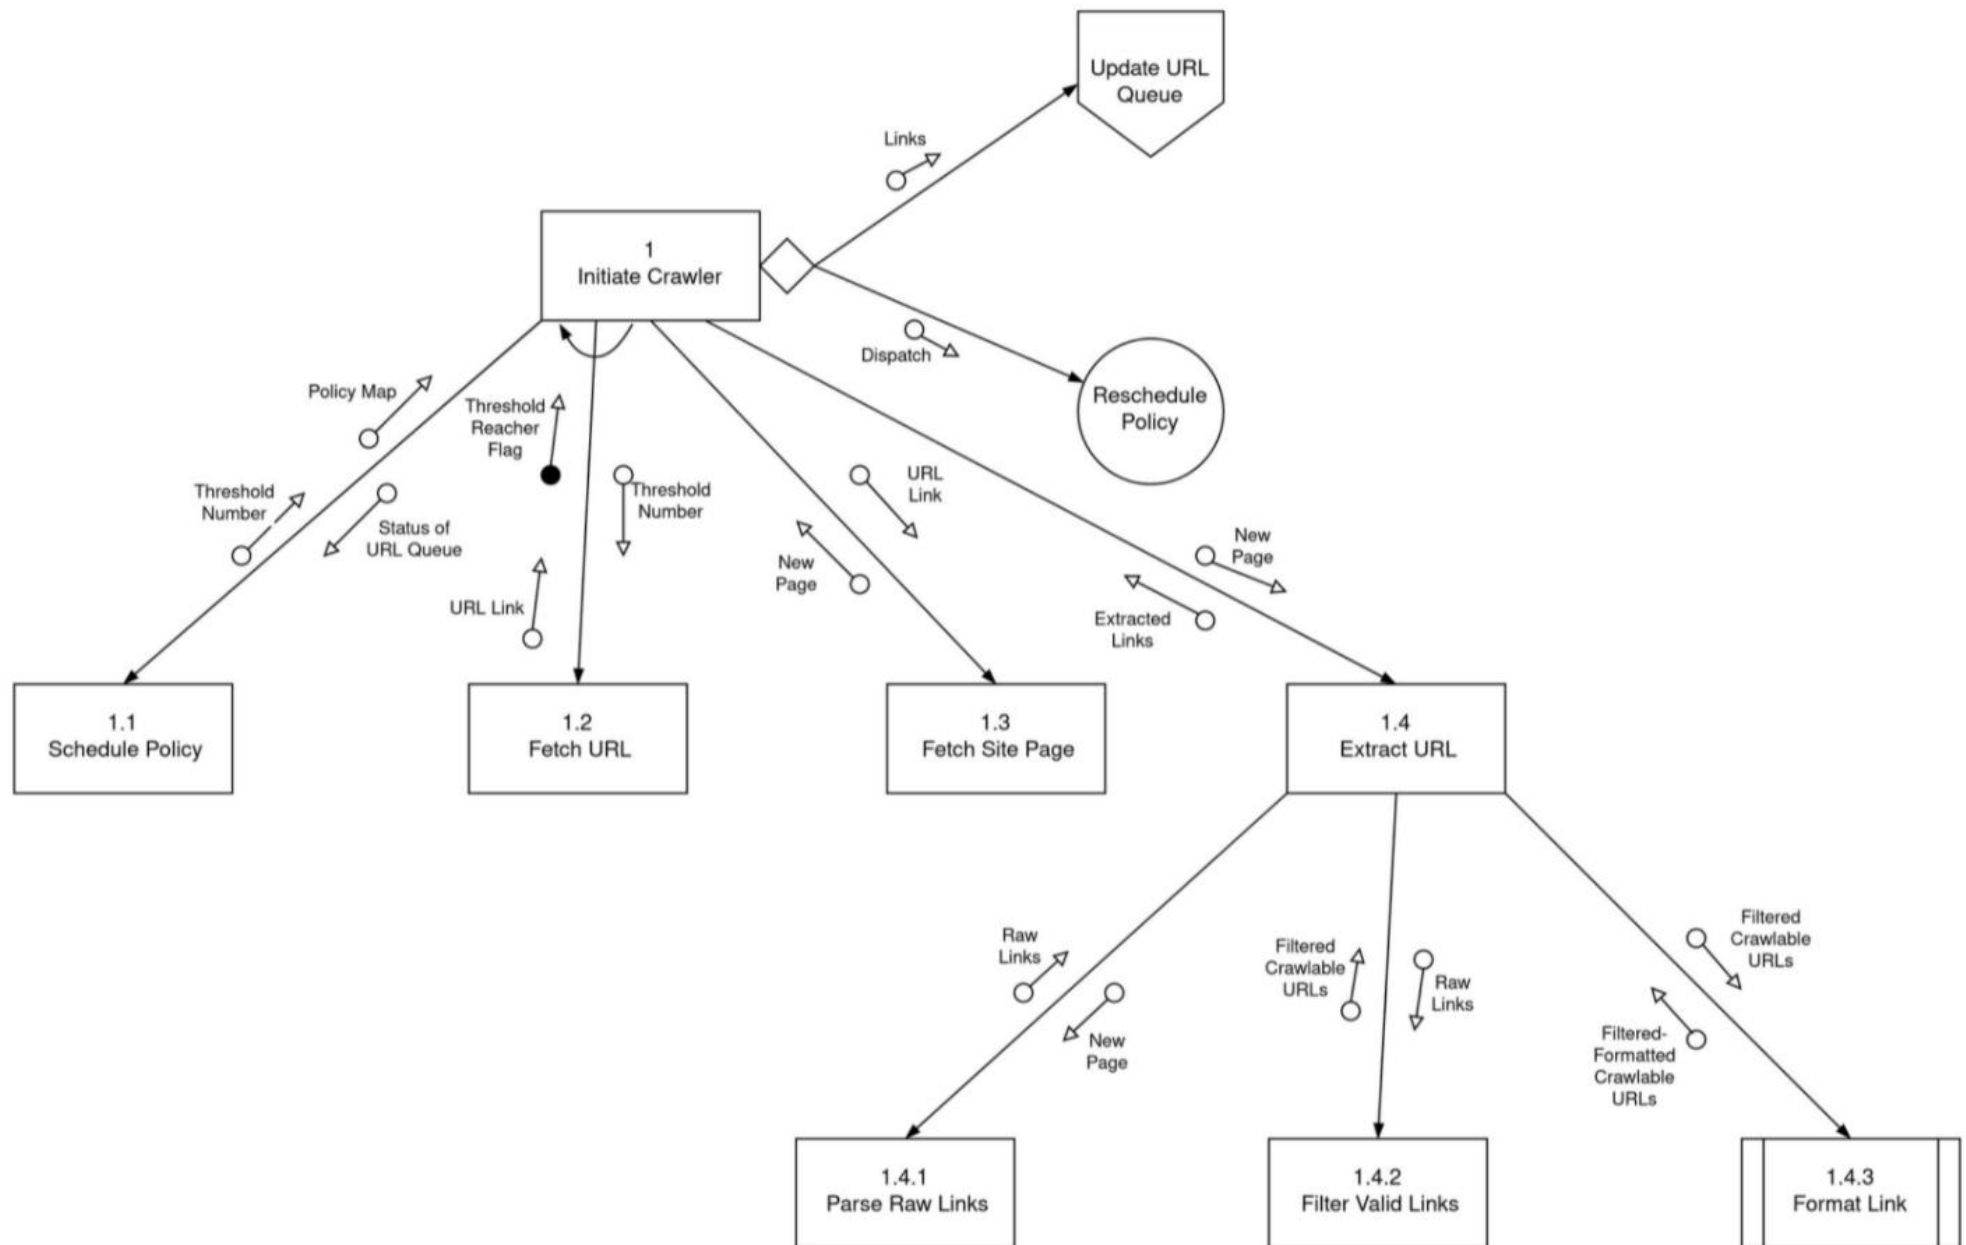 Update URL
Queue
Links
1
Initiate Crawler
Dispatch
Reschedule
Policy
Policy Map
Threshold
Reacher
Flag
Threshold
Number
Status of
URL Queue
Threshold
Number
URL Link
URL
Link
New
Page
New
Page
Extracted
Links
1.1
Schedule Policy
1.2
Fetch URL
1.3
Fetch Site Page
1.4
Extract URL
Raw
Links
New
Page
Filtered
Crawlable
URLs
Raw
Links
Filtered
Crawlable
URLs
Filtered-
Formatted
Crawlable
URLs
1.4.1
Parse Raw Links
1.4.2
Filter Valid Links
1.4.3
Format Link